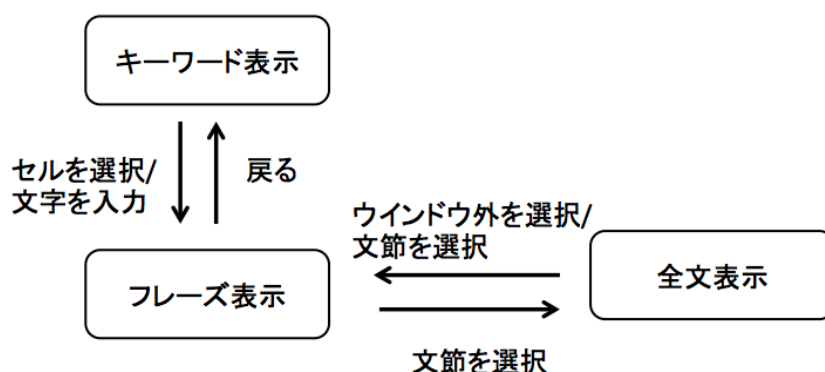 キーワード表示
セルを選択/
文字を入力
戻る
ウインドウ外を選択/
文節を選択
フレーズ表示
全文表示
文節を選択